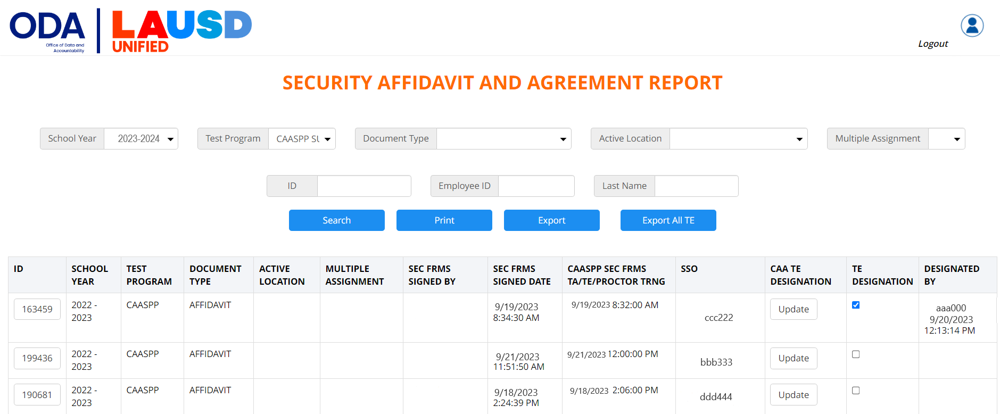 ODA
Office of Data and
Accountability
LAUSD
UNIFIED
Logout
SECURITY AFFIDAVIT AND AGREEMENT REPORT
School Year 2023-2024 Test Program CAASPP SU Document Type Active Location Multiple Assignment
ID Employee ID Last Name
Search Print Export Export All TE
ID SCHOOL YEAR TEST PROGRAM DOCUMENT TYPE ACTIVE LOCATION MULTIPLE ASSIGNMENT SEC FRMS SIGNED BY SEC FRMS SIGNED DATE CAASPP SEC FRMS TA/TE/PROCTOR TRNG SSO CAA TE DESIGNATION TE DESIGNATION DESIGNATED BY
163459 2022 - 2023 CAASPP AFFIDAVIT 9/19/2023 8:34:30 AM 9/19/2023 8:32:00 AM ccc222 Update aaa000 9/20/2023 12:13:14 PM
199436 2022 - 2023 CAASPP AFFIDAVIT 9/21/2023 11:51:50 AM 9/21/2023 12:00:00 PM bbb333 Update
190681 2022 - 2023 CAASPP AFFIDAVIT 9/18/2023 2:24:39 PM 9/18/2023 2:06:00 PM ddd444 Update